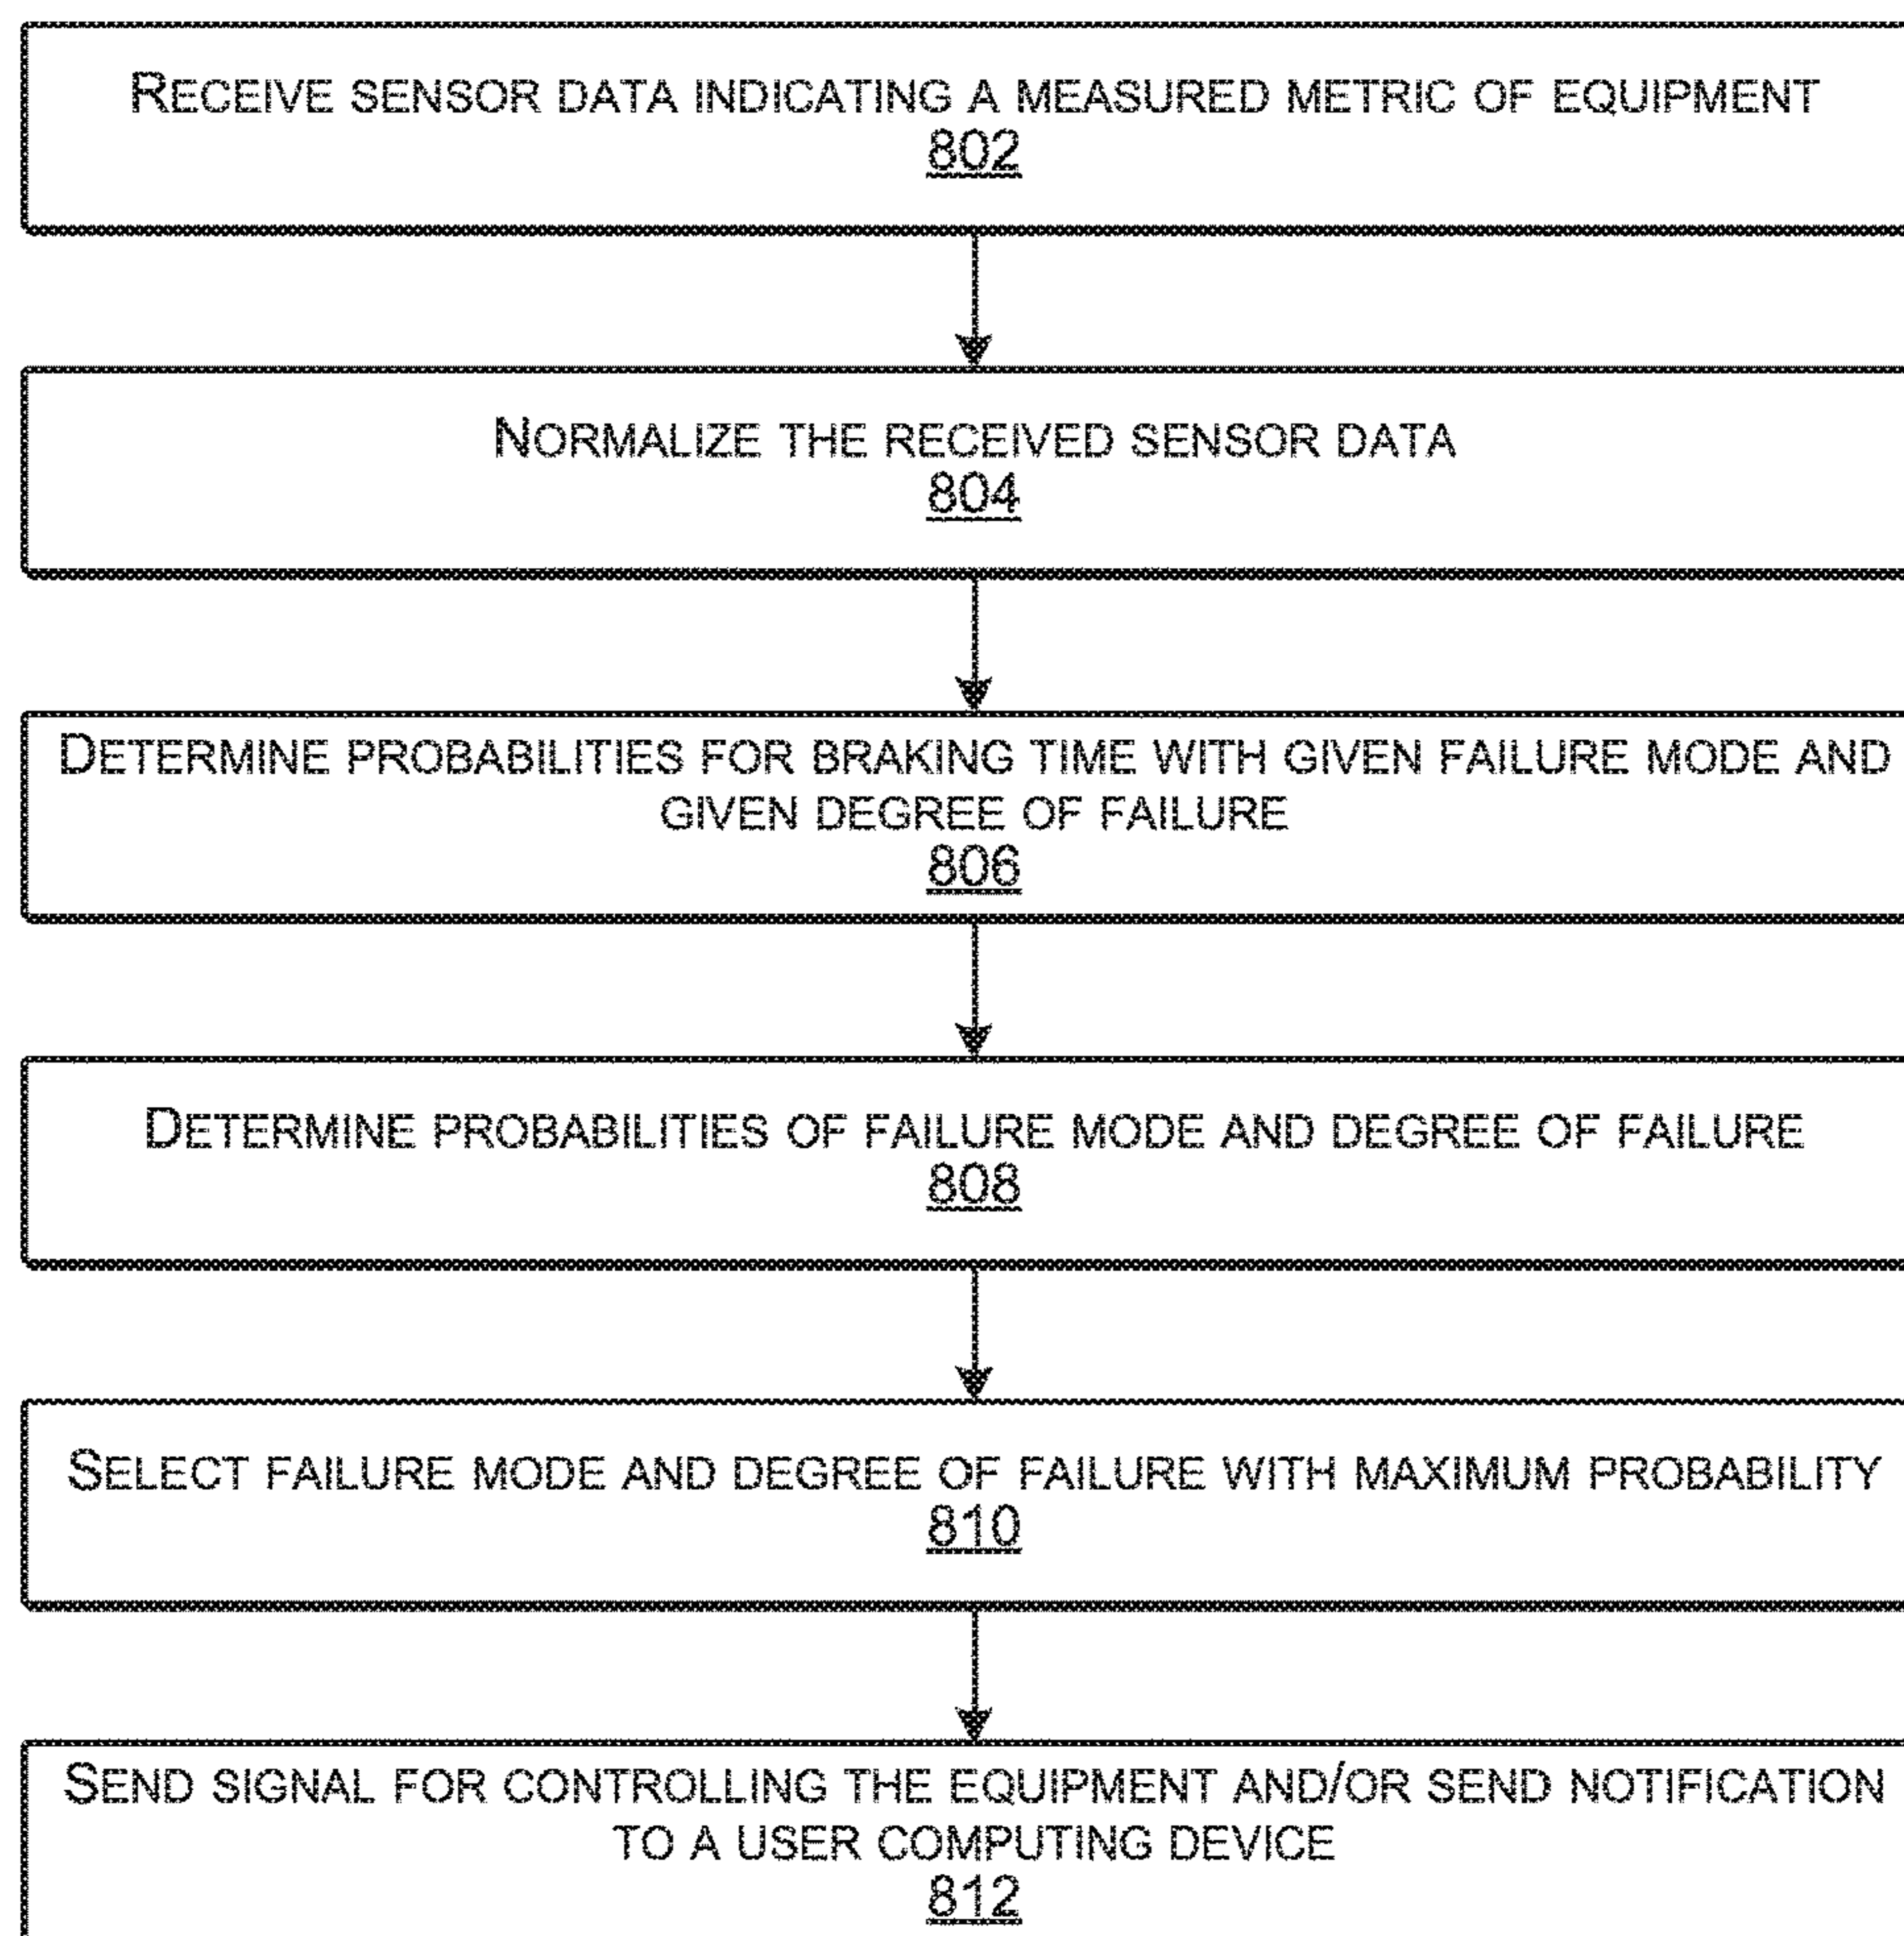 RECEIVE SENSOR DATA INDICATING A MEASURED METRIC OF EQUIPMENT
802
NORMALIZE THE RECEIVED SENSOR DATA
804
DETERMINE PROBABILITIES FOR BRAKING TIME WITH GIVEN FAILURE MODE AND
GIVEN DEGREE OF FAILURE
806
DETERMINE PROBABILITIES OF FAILURE MODE AND DEGREE OF FAILURE
808
SELECT FAILURE MODE AND DEGREE OF FAILURE WITH MAXIMUM PROBABILITY
810
SEND SIGNAL FOR CONTROLLING THE EQUIPMENT AND/OR SEND NOTIFICATION
TO A USER COMPUTING DEVICE
812